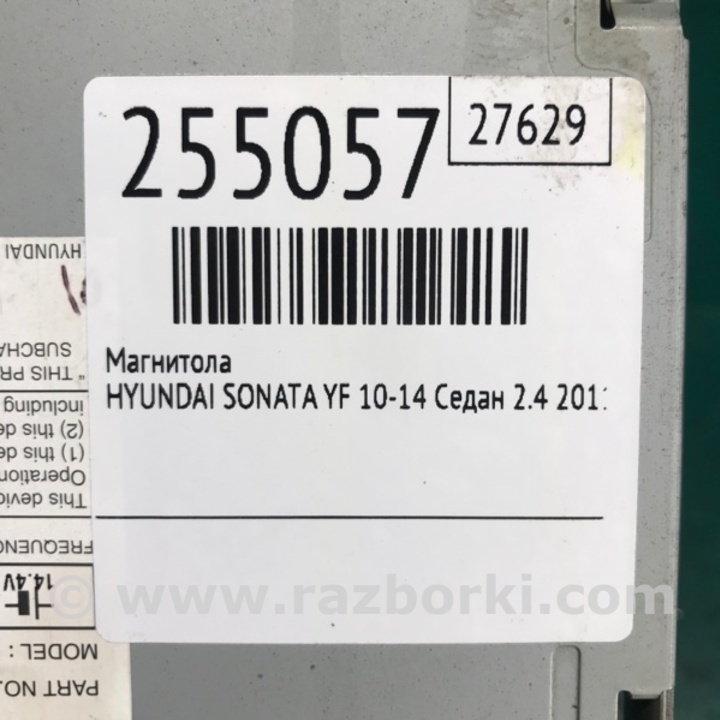 255057
27629
Магнитола
HYUNDAI SONATA YF 10-14 Седан 2.4 201
© www.razborki.com
HYUNDAI
SUBCHA
" THIS PR
including
(2) this de
(1) this de
Operation
This devic
FREQUENC
14.4V
MODEL :
PART NO.